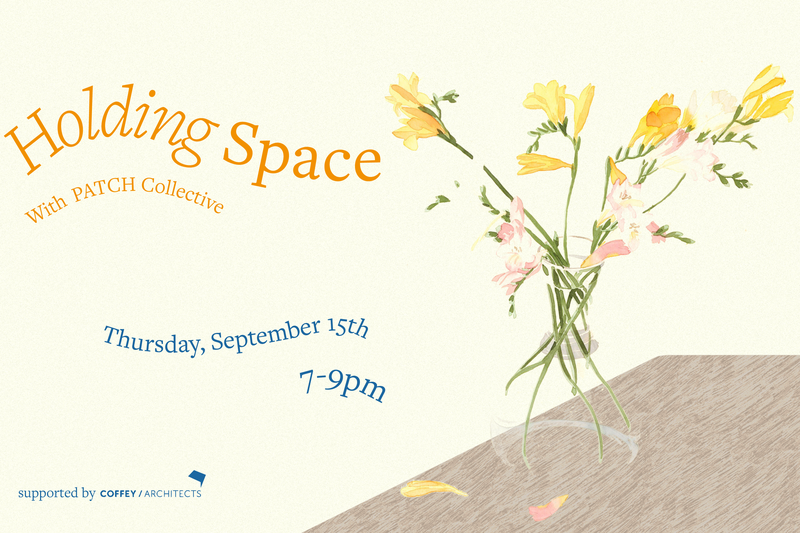 Holding Space
With PATCH Collective
Thursday, September 15th
7-9pm
supported by COFFEY / ARCHITECTS